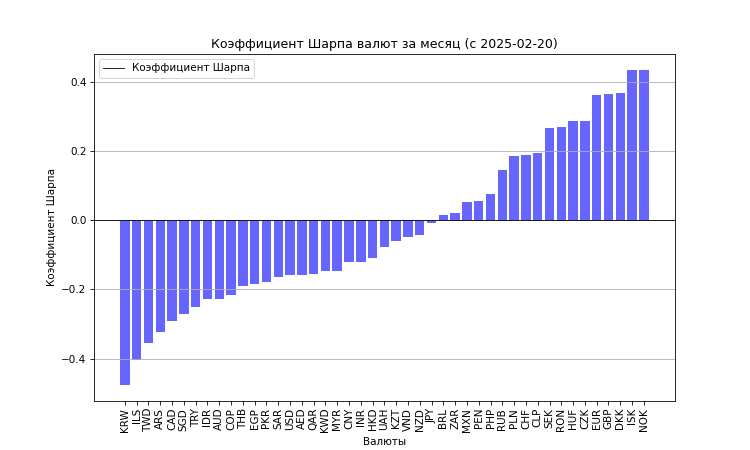 Коэффициент Шарпа валют за месяц (с 2025-02-20)
Коэффициент Шарпа
Коэффициент Шарпа
0.4
0.2
0.0
−0.2
−0.4
KRW ILS TWD ARS CAD SGD TRY IDR AUD COP THB EGP PKR SAR USD AED QAR KWD MYR CNY INR HKD UAH KZT VND NZD JPY BRL ZAR MXN PEN PHP RUB PLN CHF CLP SEK RON HUF CZK EUR GBP DKK ISK NOK
Валюты